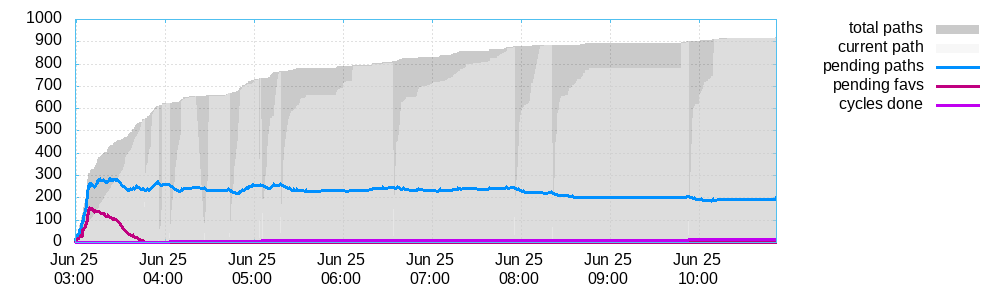 1000
900
800
700
600
500
400
300
200
100
0
Jun 25 Jun 25 Jun 25 Jun 25 Jun 25 Jun 25 Jun 25 Jun 25
03:00 04:00 05:00 06:00 07:00 08:00 09:00 10:00
total paths
current path
pending paths
pending favs
cycles done